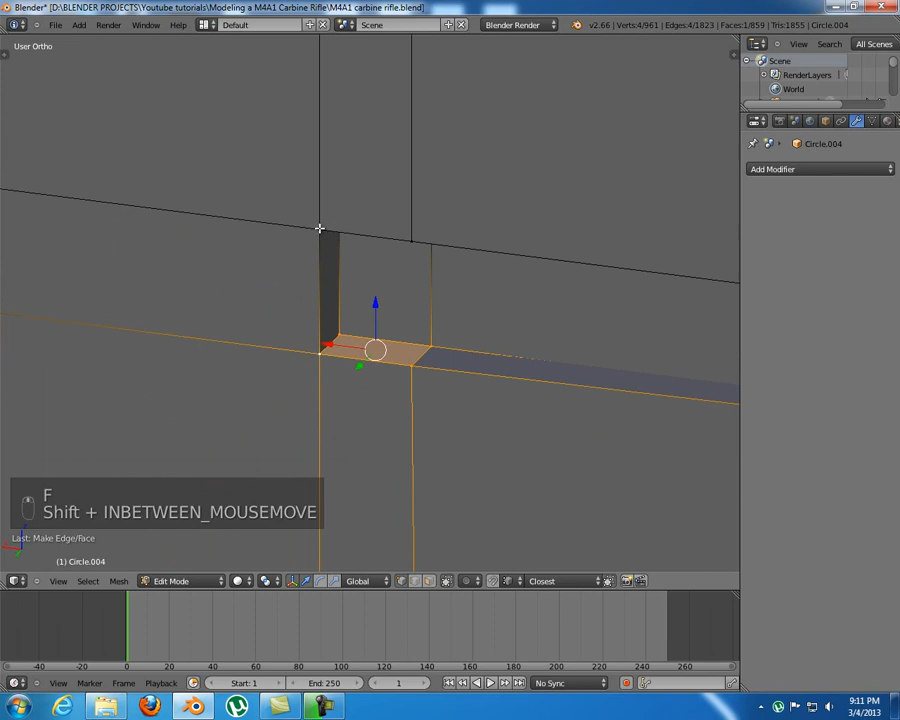 Blender* [D:\BLENDER PROJECTS\Youtube tutorials\Modeling a M4A1 Carbine Rifle\M4A1 carbine rifle.blend]
File Add Render Window Help Default Scene Blender Render v2.66 | Verts:4/961 | Edges:4/1823 | Faces:1/859 | Tris:1855 | Circle.004
User Ortho
View Search All Scenes
Scene
RenderLayers
World
Circle.004
Add Modifier
F
Shift + INBETWEEN_MOUSEMOVE
Last: Make Edge/Face
(1) Circle.004
View Select Mesh Edit Mode Global Closest
-40 -20 0 20 40 60 80 100 120 140 160 180 200 220 240 260
View Marker Frame Playback Start: 1 End: 250 1 No Sync
9:11 PM
3/4/2013